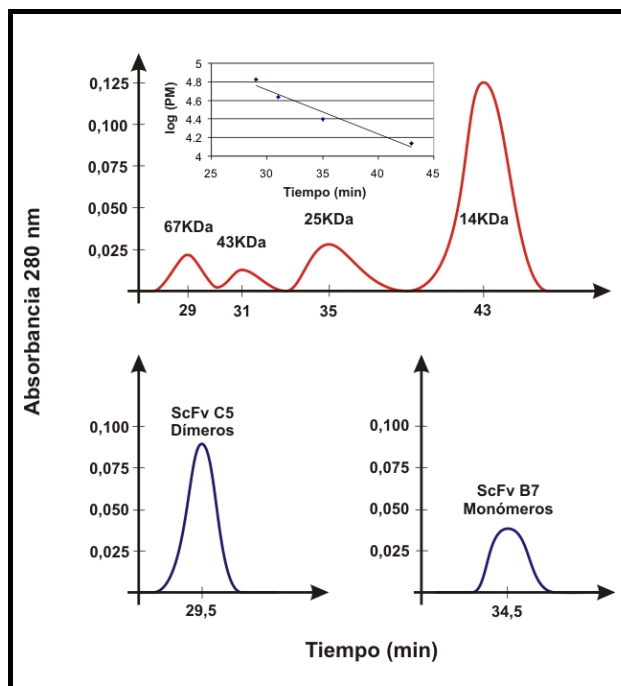 Absorbancia 280 nm
0,125
0,100
0,075
0,050
0,025
log (PM)
5
4.8
4.6
4.4
4.2
4
25 30 35 40 45
Tiempo (min)
67KDa
43KDa
25KDa
14KDa
29 31 35 43
0,100
0,075
0,050
0,025
ScFv C5
Dímeros
29,5
0,100
0,075
0,050
0,025
ScFv B7
Monómeros
34,5
Tiempo (min)